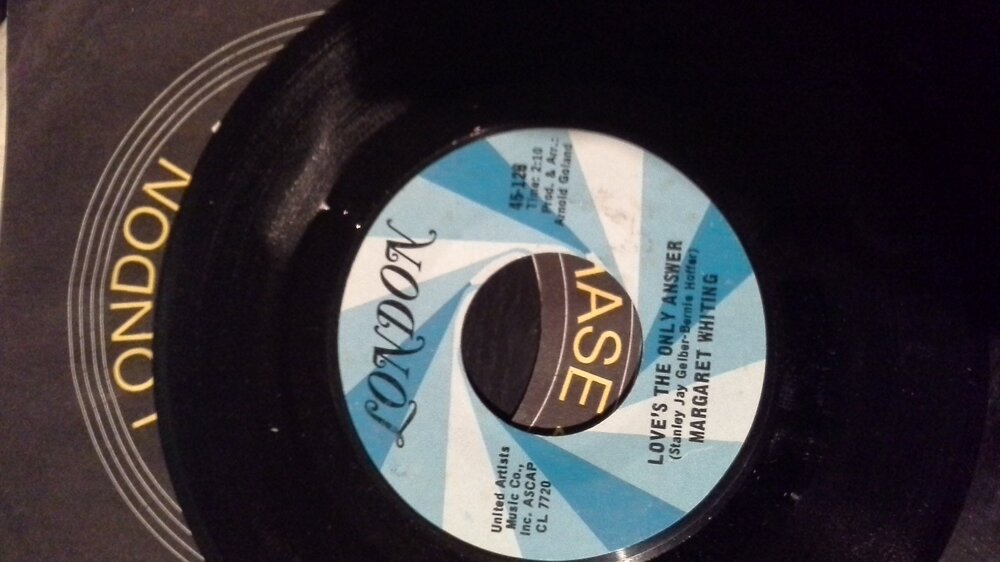 LONDON
LONDON
45-128
Time: 2:10
Prod. & Arr.:
Arnold Goland
United Artists
Music Co.,
Inc. ASCAP
CL 7720
LOVE'S THE ONLY ANSWER
(Stanley Jay Gelber-Bernie Hoffer)
MARGARET WHITING
ASE